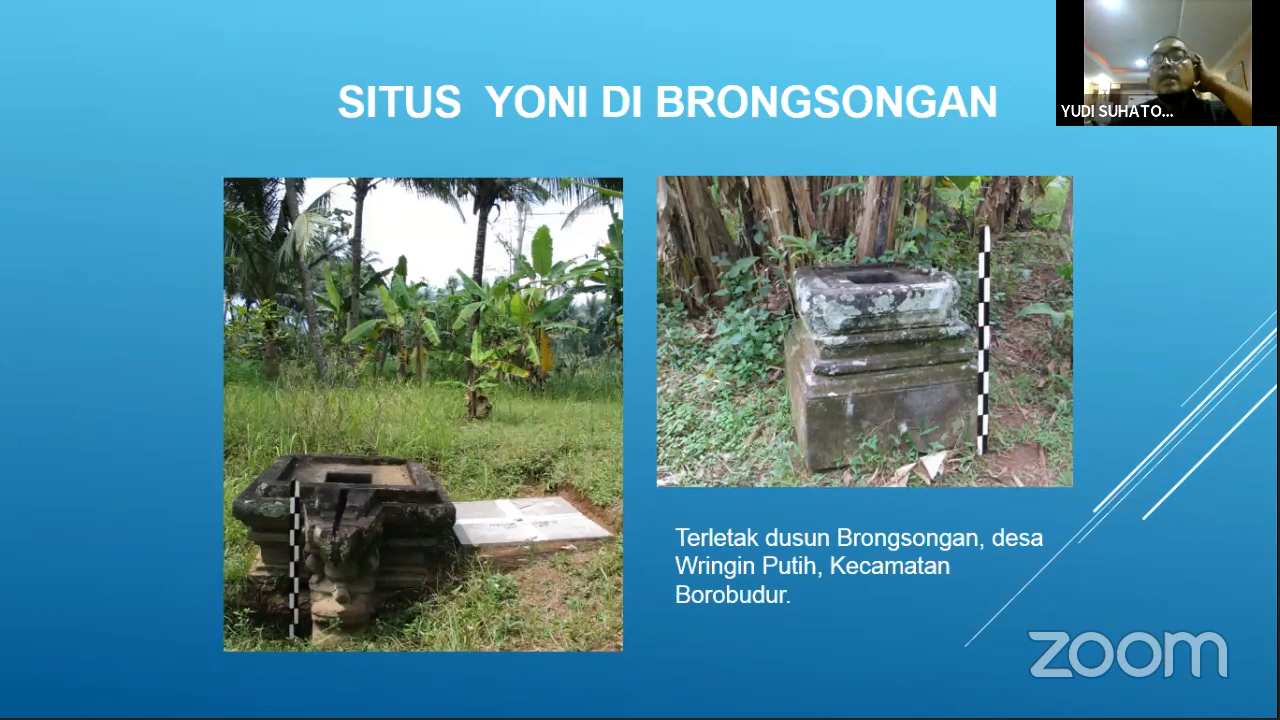 SITUS YONI DI BRONGSONGAN
YUDI SUHATO...
Terletak dusun Brongsongan, desa
Wringin Putih, Kecamatan
Borobudur.
zoom